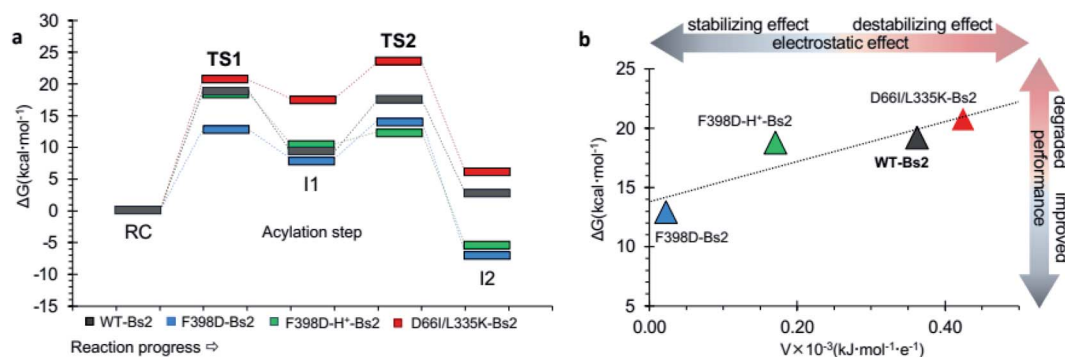 a
ΔG(kcal·mol⁻¹)
30
25
20
15
10
5
0
-5
-10
-15
TS1
TS2
RC
I1
I2
Acylation step
WT-Bs2 F398D-Bs2 F398D-H⁺-Bs2 D66I/L335K-Bs2
Reaction progress ⇨
b
stabilizing effect destabilizing effect
electrostatic effect
ΔG(kcal·mol⁻¹)
25
20
15
10
5
D66I/L335K-Bs2
F398D-H⁺-Bs2
WT-Bs2
F398D-Bs2
0.00 0.20 0.40
V×10⁻³(kJ·mol⁻¹·e⁻¹)
degraded
performance
improved